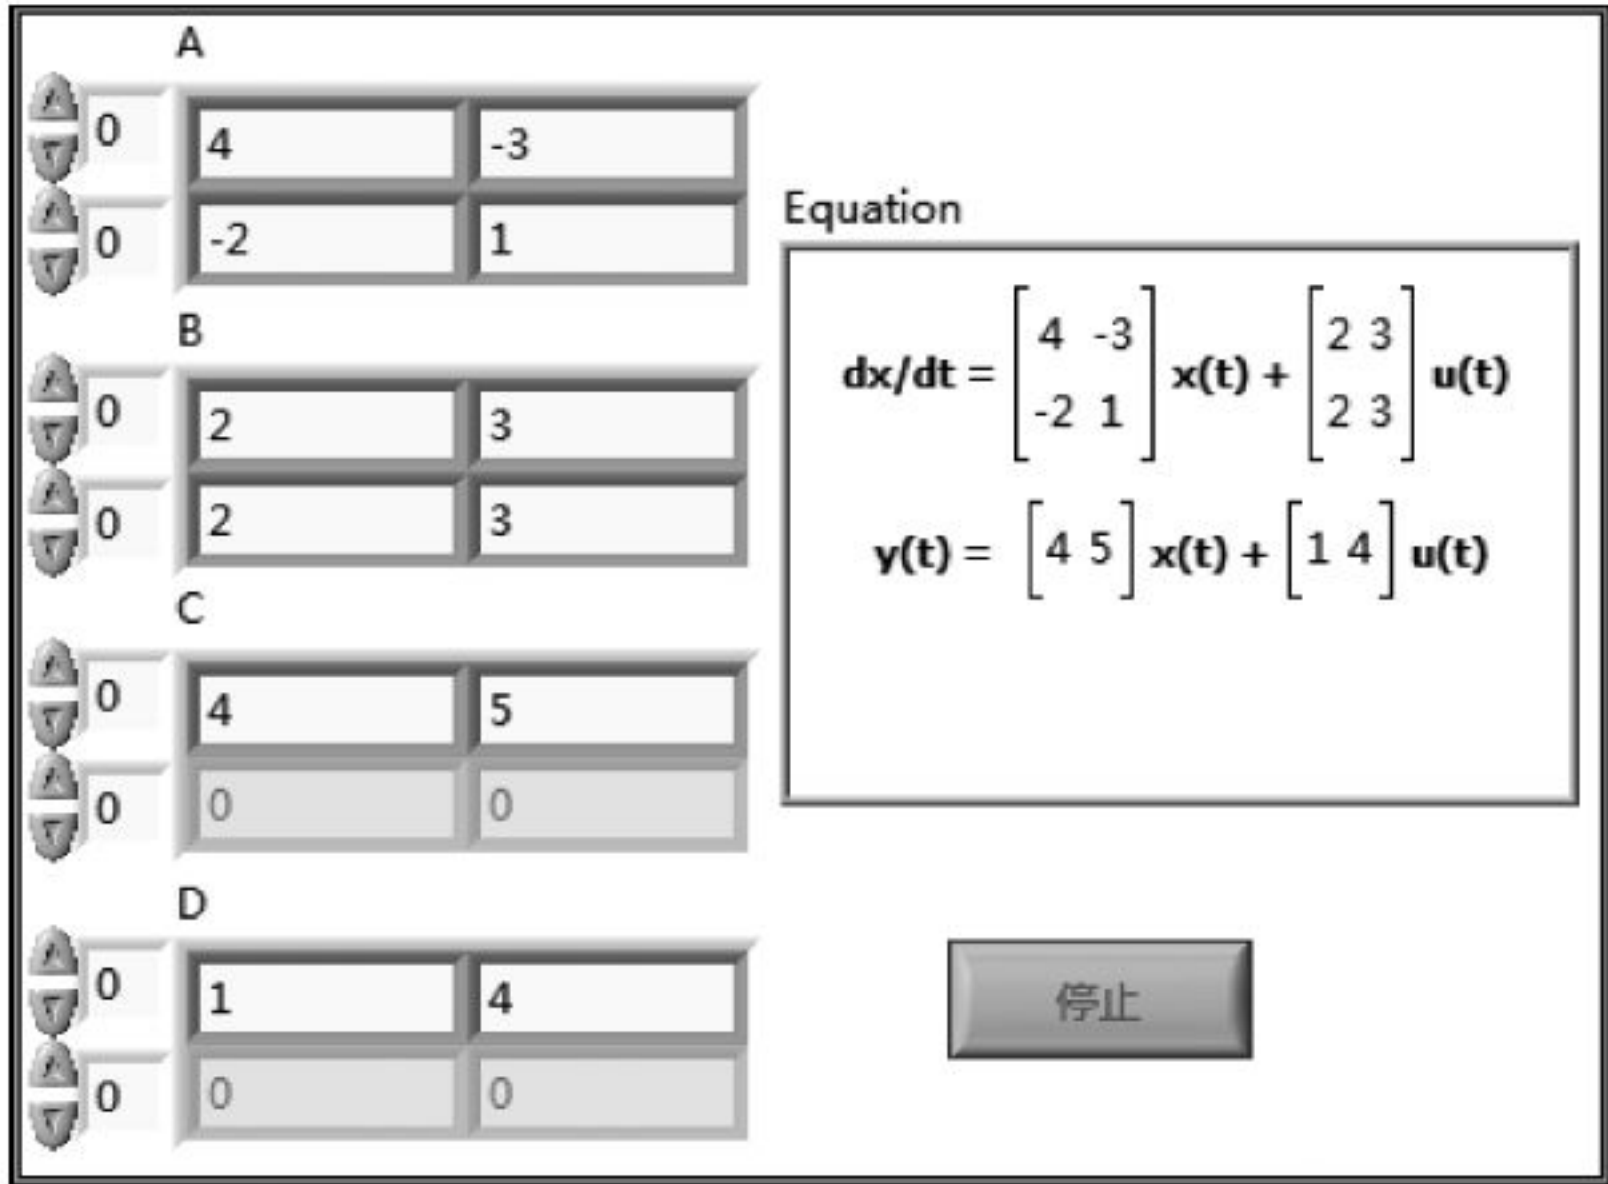 A
0 4 -3
0 -2 1
B
0 2 3
0 2 3
C
0 4 5
0 0 0
D
0 1 4
0 0 0
Equation
dx/dt = [4 -3
-2 1] x(t) + [2 3
2 3] u(t)
y(t) = [4 5] x(t) + [1 4] u(t)
停止